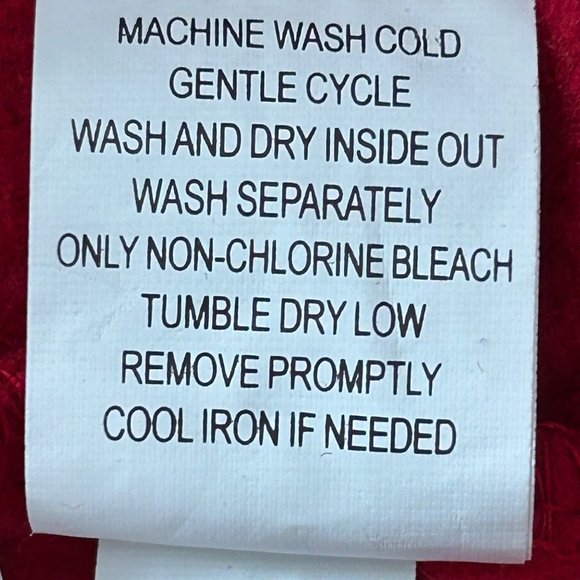 MACHINE WASH COLD
GENTLE CYCLE
WASH AND DRY INSIDE OUT
WASH SEPARATELY
ONLY NON-CHLORINE BLEACH
TUMBLE DRY LOW
REMOVE PROMPTLY
COOL IRON IF NEEDED